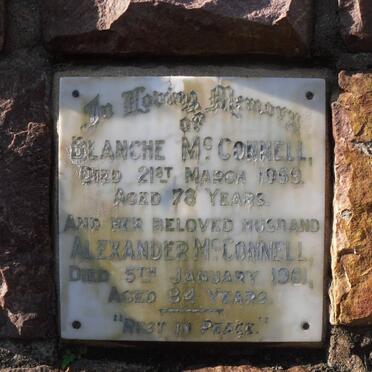 In Loving Memory
of
BLANCHE McCONNELL,
DIED 21ST MARCH
AGED 78 YEARS.
AND HER BELOVED HUSBAND
ALEXANDER McCONNELL,
DIED 5TH JANUARY 1961,
AGED 84 YEARS.
"REST IN PEACE."